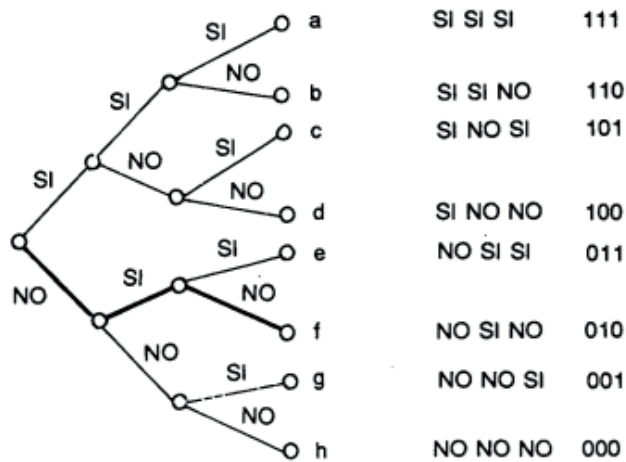 SI a SI SI SI 111
SI NO b SI SI NO 110
SI c SI NO SI 101
SI NO NO d SI NO NO 100
SI e NO SI SI 011
NO SI NO f NO SI NO 010
NO SI g NO NO SI 001
NO h NO NO NO 000